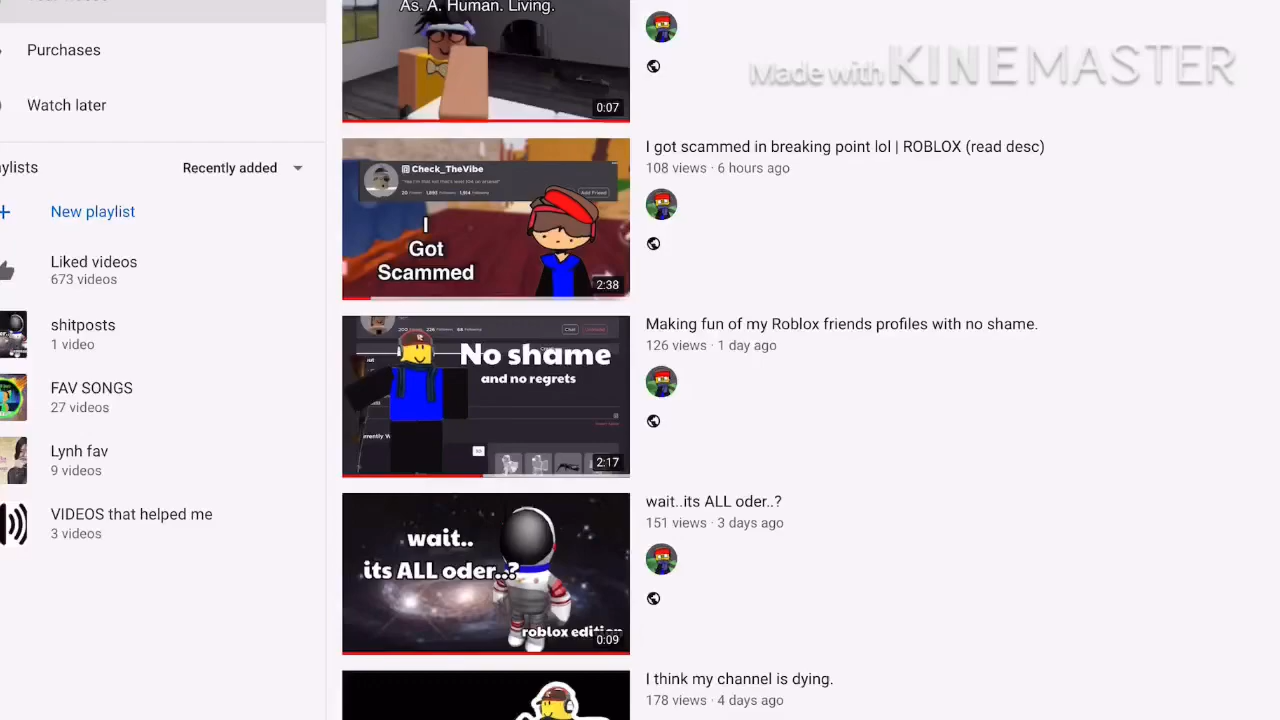 As. A. Human. Living.
0:07
Made with KINEMASTER
Purchases
Watch later
Recently added
New playlist
Liked videos
673 videos
shitposts
1 video
FAV SONGS
27 videos
Lynh fav
9 videos
VIDEOS that helped me
3 videos
Check_TheVibe
Add Friend
I
Got
Scammed
2:38
I got scammed in breaking point lol | ROBLOX (read desc)
108 views · 6 hours ago
Chat
No shame
and no regrets
2:17
Making fun of my Roblox friends profiles with no shame.
126 views · 1 day ago
wait..
its ALL oder..?
roblox edition
0:09
wait..its ALL oder..?
151 views · 3 days ago
I think my channel is dying.
178 views · 4 days ago